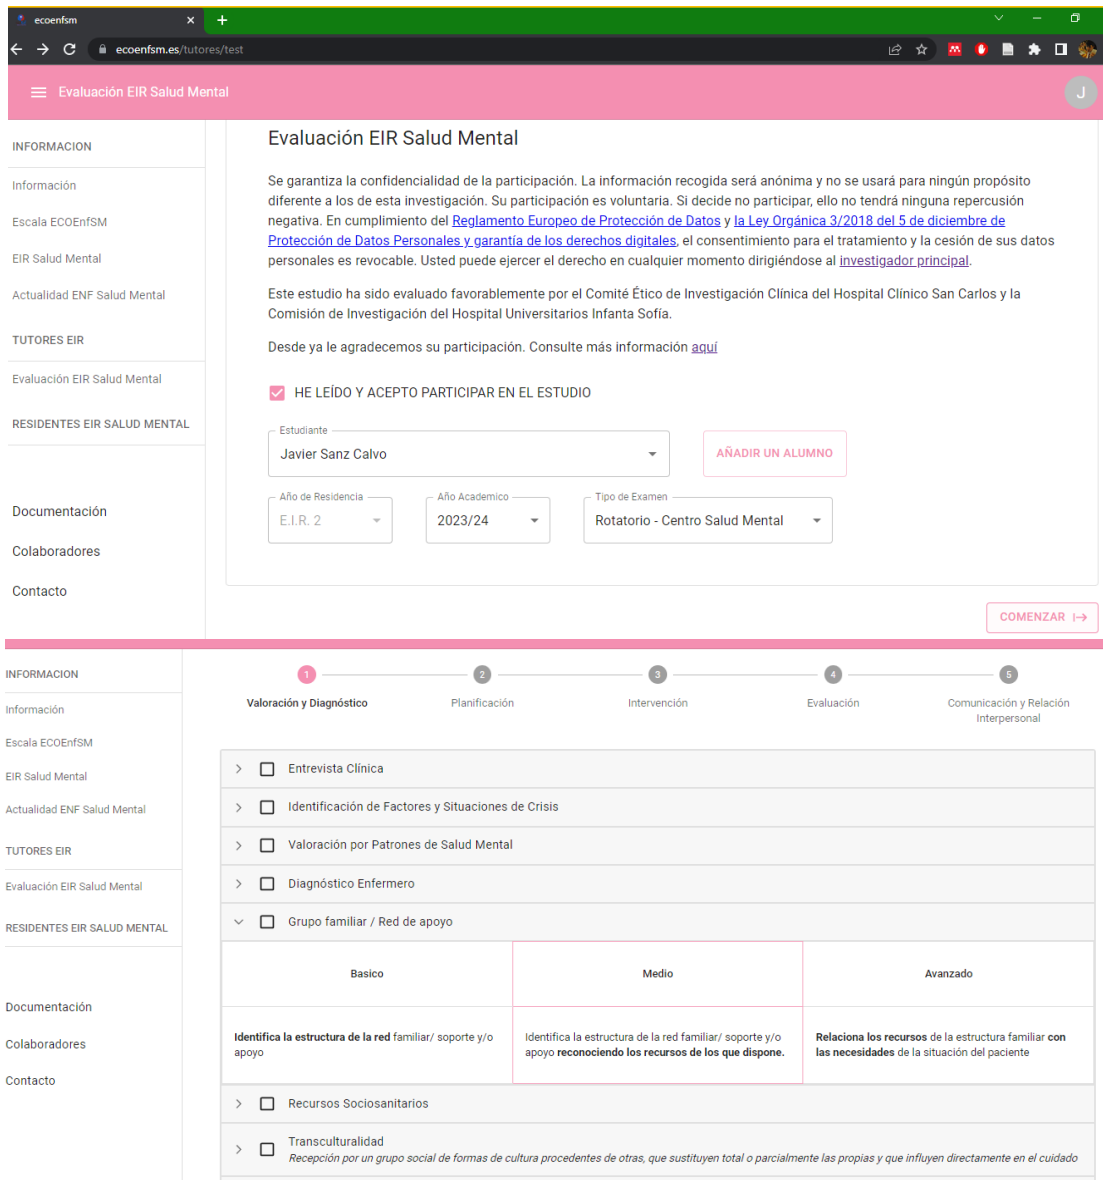 ecoenfsm
ecoenfsm.es/tutores/test
Evaluación EIR Salud Mental
J
INFORMACION
Información
Escala ECOEnfSM
EIR Salud Mental
Actualidad ENF Salud Mental
TUTORES EIR
Evaluación EIR Salud Mental
RESIDENTES EIR SALUD MENTAL
Documentación
Colaboradores
Contacto
Evaluación EIR Salud Mental
Se garantiza la confidencialidad de la participación. La información recogida será anónima y no se usará para ningún propósito
diferente a los de esta investigación. Su participación es voluntaria. Si decide no participar, ello no tendrá ninguna repercusión
negativa. En cumplimiento del Reglamento Europeo de Protección de Datos y la Ley Orgánica 3/2018 del 5 de diciembre de
Protección de Datos Personales y garantía de los derechos digitales, el consentimiento para el tratamiento y la cesión de sus datos
personales es revocable. Usted puede ejercer el derecho en cualquier momento dirigiéndose al investigador principal.
Este estudio ha sido evaluado favorablemente por el Comité Ético de Investigación Clínica del Hospital Clínico San Carlos y la
Comisión de Investigación del Hospital Universitarios Infanta Sofía.
Desde ya le agradecemos su participación. Consulte más información aquí
HE LEÍDO Y ACEPTO PARTICIPAR EN EL ESTUDIO
Estudiante
Javier Sanz Calvo
AÑADIR UN ALUMNO
Año de Residencia
E.I.R. 2
Año Academico
2023/24
Tipo de Examen
Rotatorio - Centro Salud Mental
COMENZAR
INFORMACION
Información
Escala ECOEnfSM
EIR Salud Mental
Actualidad ENF Salud Mental
TUTORES EIR
Evaluación EIR Salud Mental
RESIDENTES EIR SALUD MENTAL
Documentación
Colaboradores
Contacto
1
Valoración y Diagnóstico
2
Planificación
3
Intervención
4
Evaluación
5
Comunicación y Relación
Interpersonal
Entrevista Clínica
Identificación de Factores y Situaciones de Crisis
Valoración por Patrones de Salud Mental
Diagnóstico Enfermero
Grupo familiar / Red de apoyo
Basico
Medio
Avanzado
Identifica la estructura de la red familiar/ soporte y/o
apoyo
Identifica la estructura de la red familiar/ soporte y/o
apoyo reconociendo los recursos de los que dispone.
Relaciona los recursos de la estructura familiar con
las necesidades de la situación del paciente
Recursos Sociosanitarios
Transculturalidad
Recepción por un grupo social de formas de cultura procedentes de otras, que sustituyen total o parcialmente las propias y que influyen directamente en el cuidado